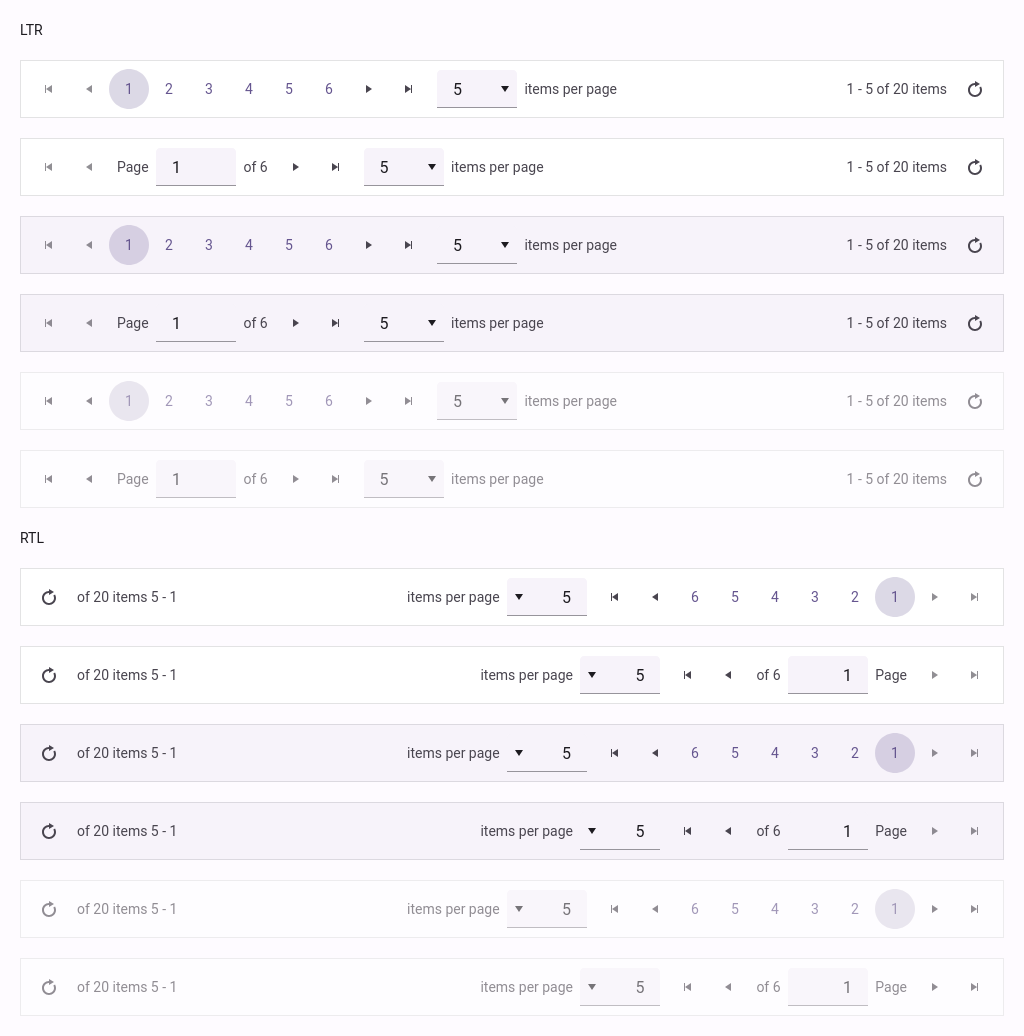 LTR
1 2 3 4 5 6 5 items per page 1 - 5 of 20 items
Page 1 of 6 5 items per page 1 - 5 of 20 items
1 2 3 4 5 6 5 items per page 1 - 5 of 20 items
Page 1 of 6 5 items per page 1 - 5 of 20 items
1 2 3 4 5 6 5 items per page 1 - 5 of 20 items
Page 1 of 6 5 items per page 1 - 5 of 20 items
RTL
of 20 items 5 - 1 items per page 5 6 5 4 3 2 1
of 20 items 5 - 1 items per page 5 of 6 1 Page
of 20 items 5 - 1 items per page 5 6 5 4 3 2 1
of 20 items 5 - 1 items per page 5 of 6 1 Page
of 20 items 5 - 1 items per page 5 6 5 4 3 2 1
of 20 items 5 - 1 items per page 5 of 6 1 Page